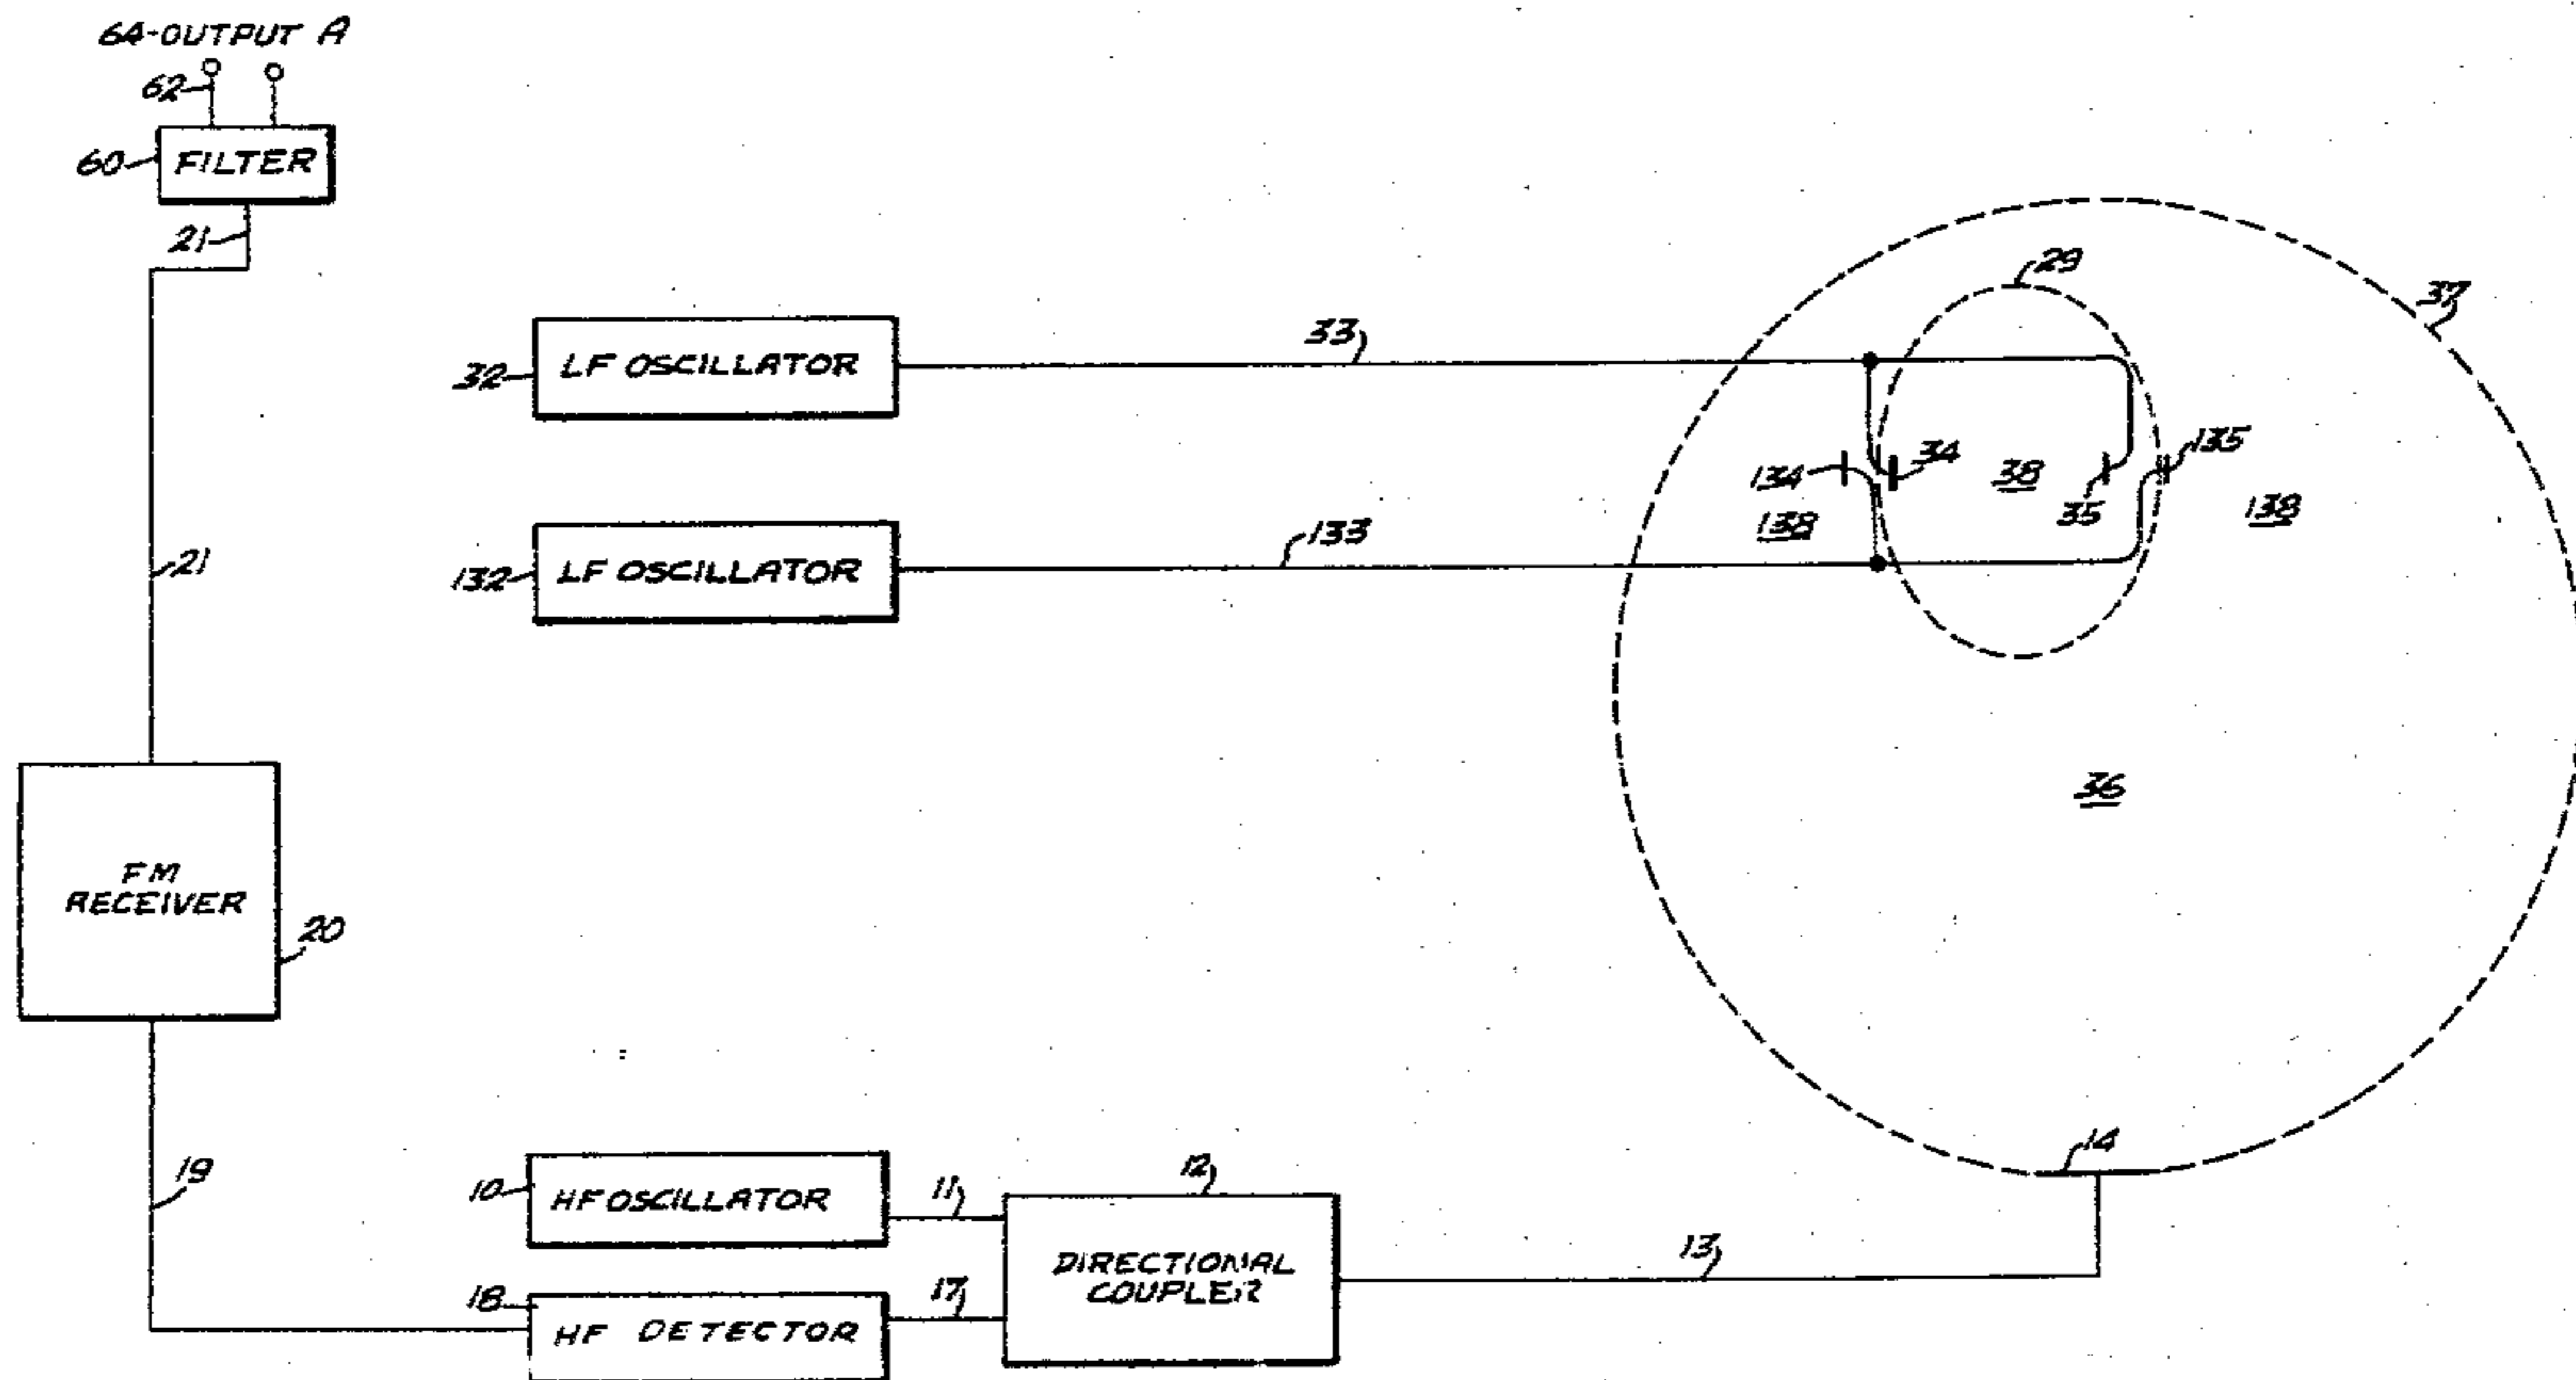 64-OUTPUT A
62
60
FILTER
21
29
37
33
32
LF OSCILLATOR
134
34
38
35
135
138
138
133
21
132
LF OSCILLATOR
36
FM
RECEIVER
20
14
19
10
HF OSCILLATOR
11
12
13
DIRECTIONAL
COUPLER
18
17
HF DETECTOR